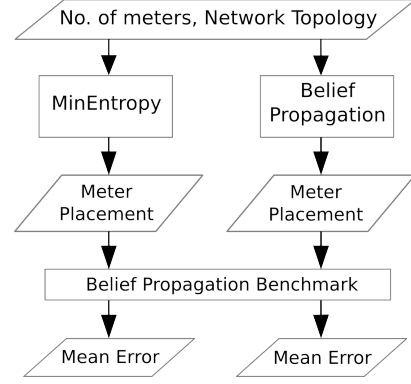 No. of meters, Network Topology
MinEntropy
Belief
Propagation
Meter
Placement
Meter
Placement
Belief Propagation Benchmark
Mean Error
Mean Error